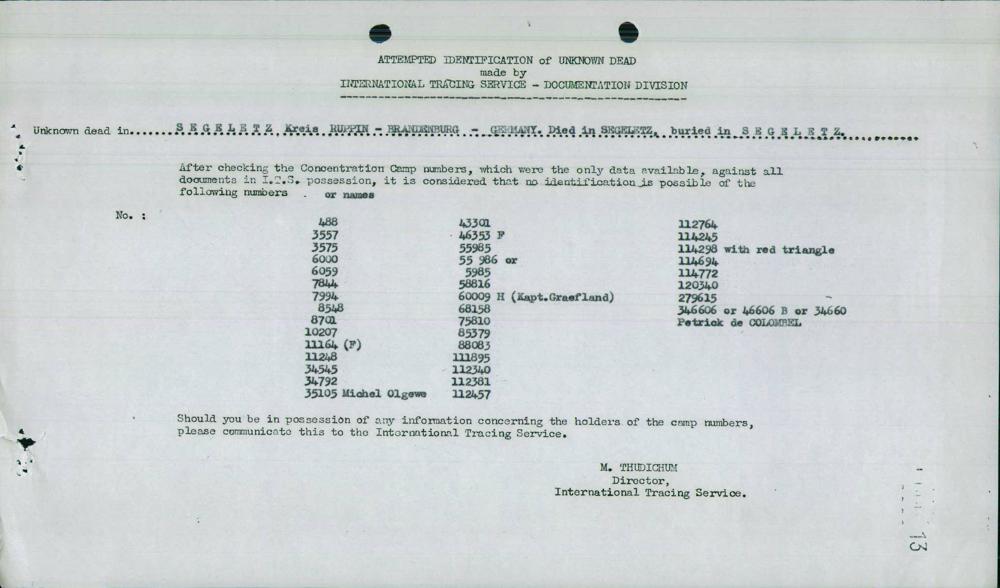 ATTEMPTED IDENTIFICATION of UNKNOWN DEAD
made by
INTERNATIONAL TRACING SERVICE - DOCUMENTATION DIVISION
Unknown dead in....... S E G E L E T Z, Kreis RUPPIN - BRANDENBURG - GERMANY. Died in SEGELETZ, buried in S E G E L E T Z.
After checking the Concentration Camp numbers, which were the only data available, against all
documents in I.T.S. possession, it is considered that no identification is possible of the
following numbers . or names
No. :
488
3557
3575
6000
6059
7844
7994
8548
8701
10207
11164 (F)
11248
34545
34792
35105 Michel Olgewe
43301
46353 F
55985
55 986 or
5985
58816
60009 H (Kapt.Graefland)
68158
75810
85379
88083
111895
112340
112381
112457
112764
114245
114298 with red triangle
114694
114772
120340
279615
346606 or 46606 B or 34660
Petrick de COLOMBEL
Should you be in possession of any information concerning the holders of the camp numbers,
please communicate this to the International Tracing Service.
M. THUDICHUM
Director,
International Tracing Service.
13